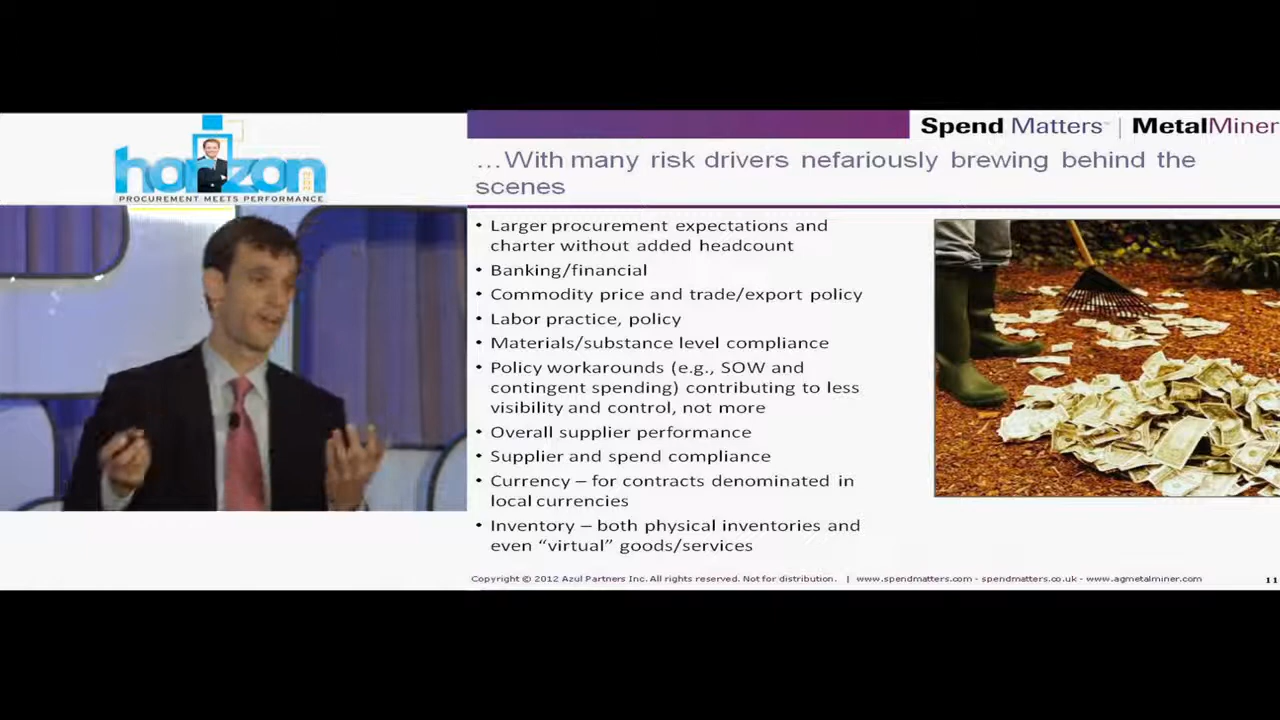 horizon
2012
PROCUREMENT MEETS PERFORMANCE
Spend Matters™ | MetalMiner
...With many risk drivers nefariously brewing behind the
scenes
• Larger procurement expectations and
charter without added headcount
• Banking/financial
• Commodity price and trade/export policy
• Labor practice, policy
• Materials/substance level compliance
• Policy workarounds (e.g., SOW and
contingent spending) contributing to less
visibility and control, not more
• Overall supplier performance
• Supplier and spend compliance
• Currency – for contracts denominated in
local currencies
• Inventory – both physical inventories and
even “virtual” goods/services
Copyright © 2012 Azul Partners Inc. All rights reserved. Not for distribution. | www.spendmatters.com - spendmatters.co.uk - www.agmetalminer.com
11